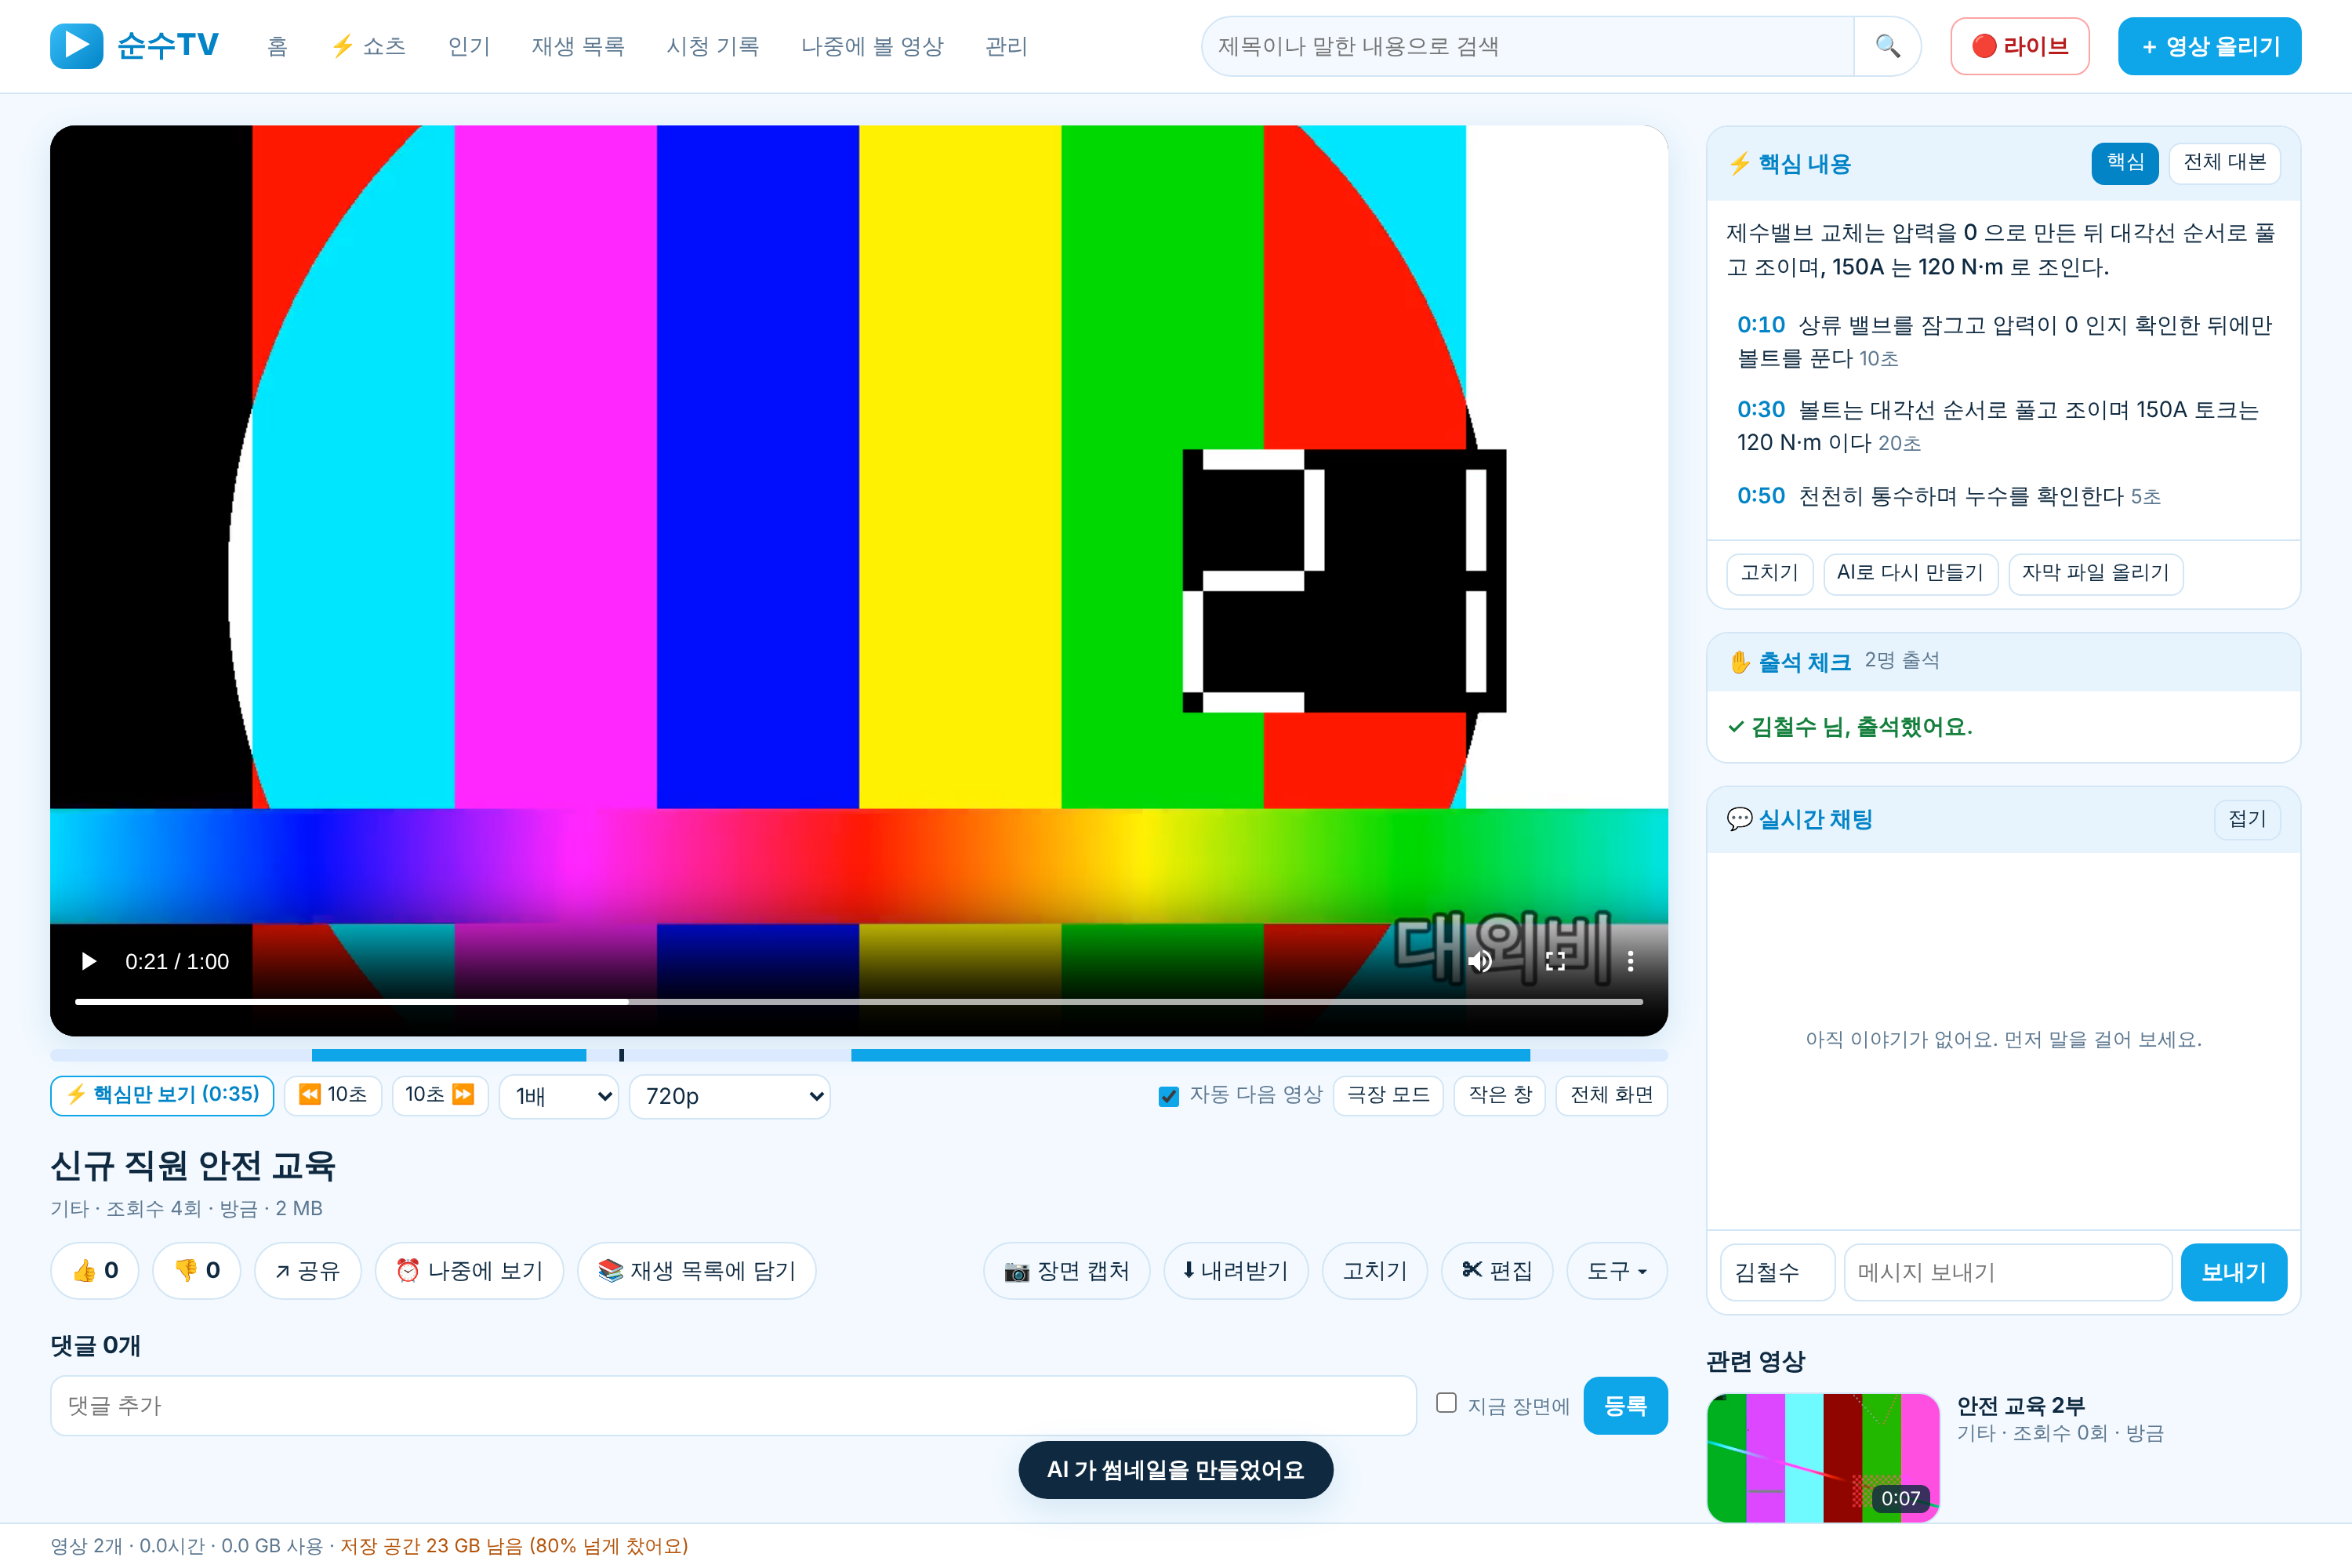 순수TV
홈
⚡ 쇼츠
인기
재생 목록
시청 기록
나중에 볼 영상
관리
제목이나 말한 내용으로 검색
라이브
+ 영상 올리기
21
대외비
0:21 / 1:00
⚡ 핵심만 보기 (0:35)
⏪ 10초
10초 ⏩
1배
720p
자동 다음 영상
극장 모드
작은 창
전체 화면
신규 직원 안전 교육
기타 · 조회수 4회 · 방금 · 2 MB
👍 0
👎 0
↗ 공유
⏰ 나중에 보기
📚 재생 목록에 담기
📷 장면 캡처
⬇ 내려받기
고치기
✂ 편집
도구 ▾
댓글 0개
댓글 추가
지금 장면에
등록
AI 가 썸네일을 만들었어요
⚡ 핵심 내용
핵심
전체 대본
제수밸브 교체는 압력을 0 으로 만든 뒤 대각선 순서로 풀
고 조이며, 150A 는 120 N·m 로 조인다.
0:10 상류 밸브를 잠그고 압력이 0 인지 확인한 뒤에만
볼트를 푼다 10초
0:30 볼트는 대각선 순서로 풀고 조이며 150A 토크는
120 N·m 이다 20초
0:50 천천히 통수하며 누수를 확인한다 5초
고치기
AI로 다시 만들기
자막 파일 올리기
✋ 출석 체크 2명 출석
✓ 김철수 님, 출석했어요.
💬 실시간 채팅
접기
아직 이야기가 없어요. 먼저 말을 걸어 보세요.
김철수
메시지 보내기
보내기
관련 영상
0:07
안전 교육 2부
기타 · 조회수 0회 · 방금
영상 2개 · 0.0시간 · 0.0 GB 사용 · 저장 공간 23 GB 남음 (80% 넘게 찼어요)